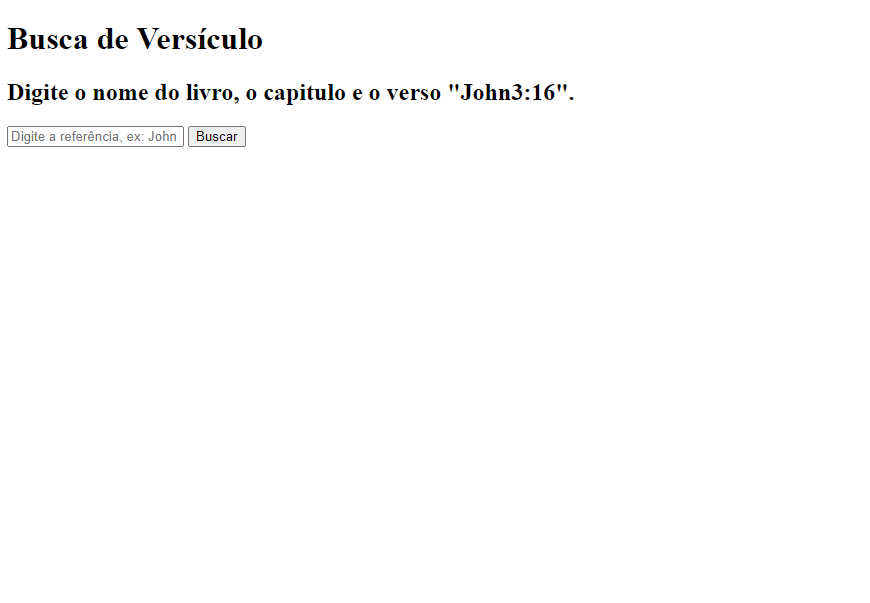 Busca de Versículo
Digite o nome do livro, o capitulo e o verso "John3:16".
Digite a referência, ex: John
Buscar